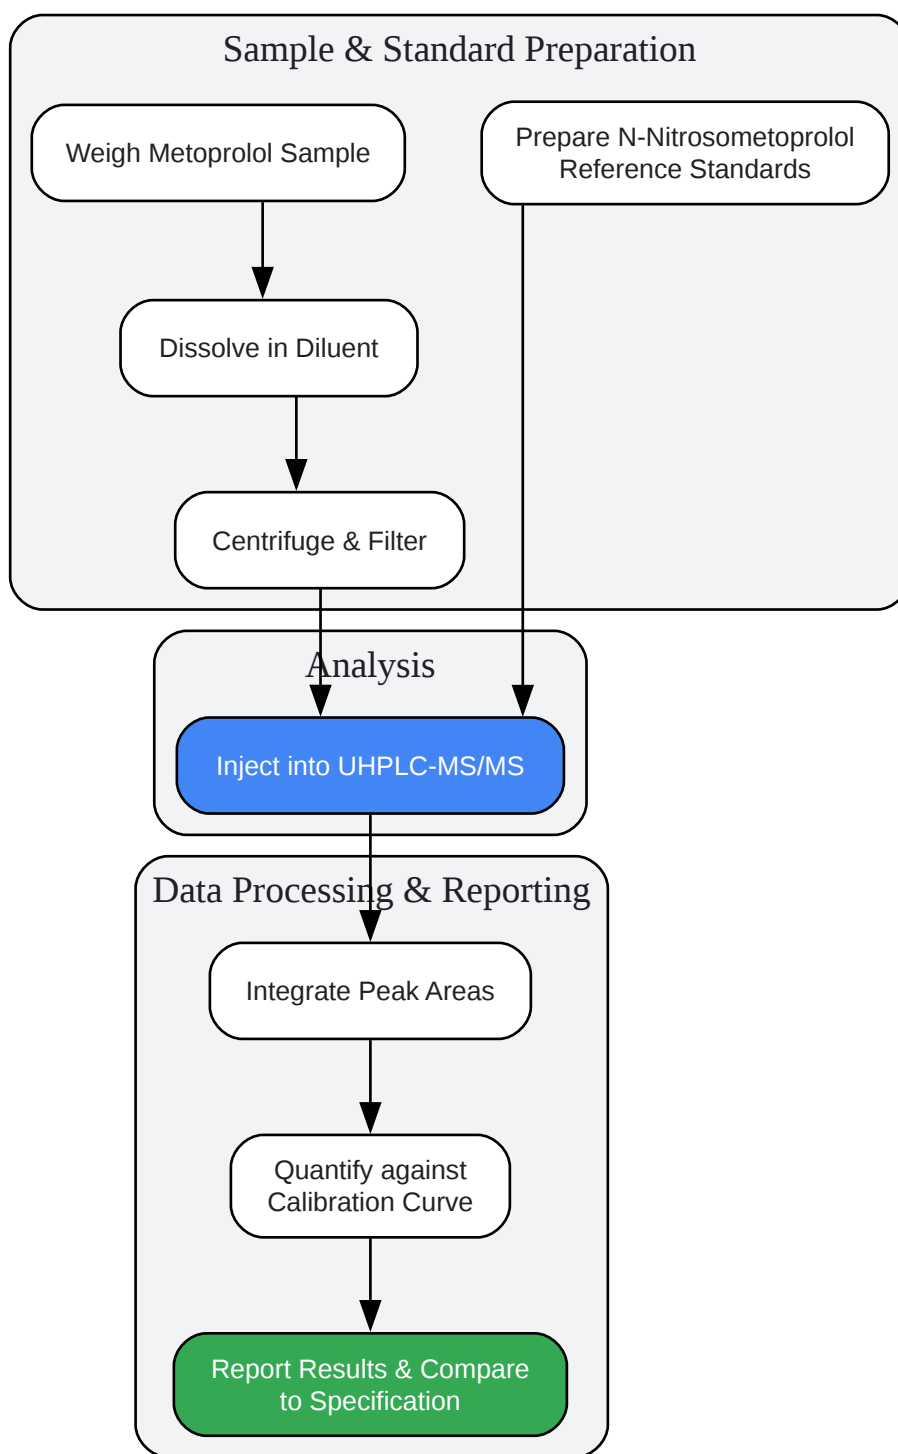 Sample & Standard Preparation
Weigh Metoprolol Sample
Prepare N-Nitrosometoprolol
Reference Standards
Dissolve in Diluent
Centrifuge & Filter
Analysis
Inject into UHPLC-MS/MS
Data Processing & Reporting
Integrate Peak Areas
Quantify against
Calibration Curve
Report Results & Compare
to Specification